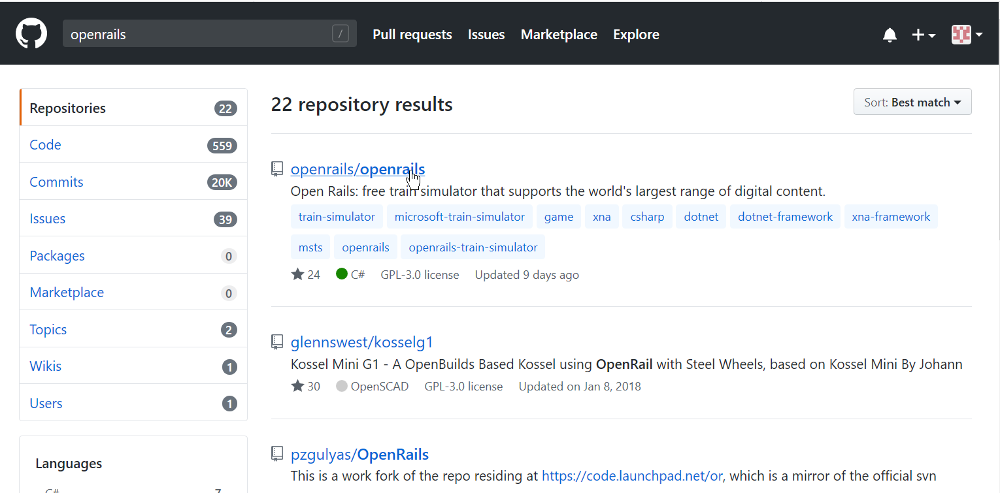 openrails /
Pull requests Issues Marketplace Explore
Repositories 22
Code 559
Commits 20K
Issues 39
Packages 0
Marketplace 0
Topics 2
Wikis 1
Users 1
Languages
C# 7
22 repository results
Sort: Best match
openrails/openrails
Open Rails: free train simulator that supports the world's largest range of digital content.
train-simulator microsoft-train-simulator game xna csharp dotnet dotnet-framework xna-framework
msts openrails openrails-train-simulator
24 C# GPL-3.0 license Updated 9 days ago
glennswest/kosselg1
Kossel Mini G1 - A OpenBuilds Based Kossel using OpenRail with Steel Wheels, based on Kossel Mini By Johann
30 OpenSCAD GPL-3.0 license Updated on Jan 8, 2018
pzgulyas/OpenRails
This is a work fork of the repo residing at https://code.launchpad.net/or, which is a mirror of the official svn